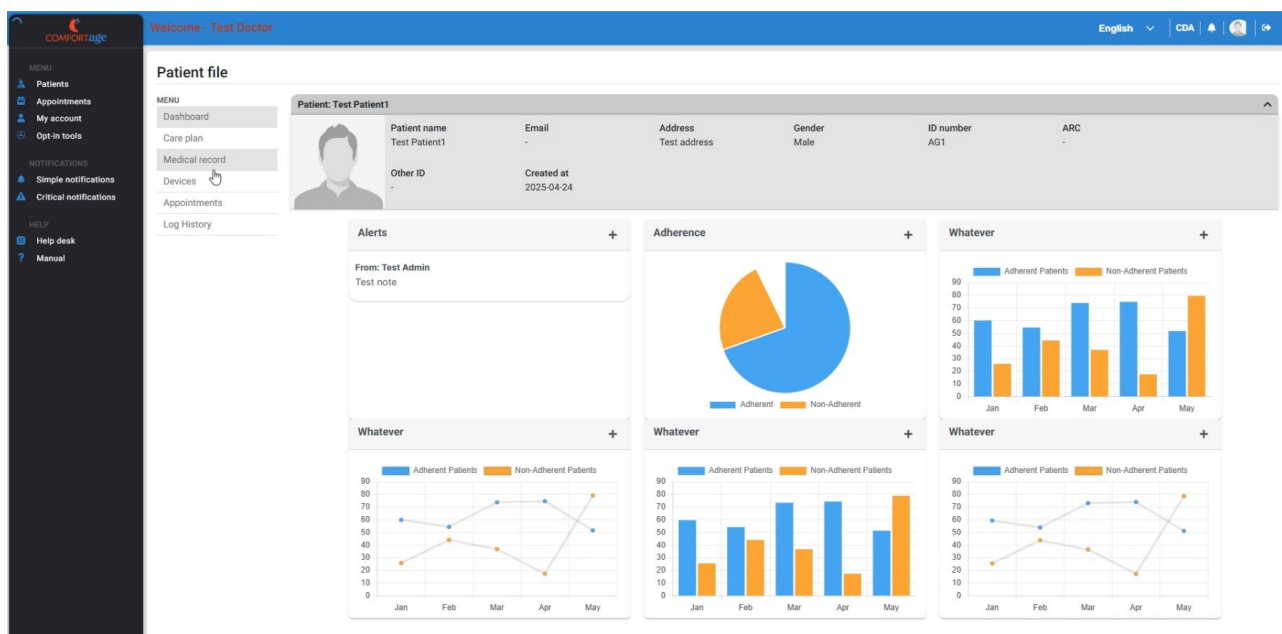 COMFORTage
Welcome - Test Doctor
English
CDA
MENU
Patients
Appointments
My account
Opt-in tools
NOTIFICATIONS
Simple notifications
Critical notifications
HELP
Help desk
? Manual
Patient file
MENU
Dashboard
Care plan
Medical record
Devices
Appointments
Log History
Patient: Test Patient1
Patient name Email Address Gender ID number ARC
Test Patient1 - Test address Male AG1 -
Other ID Created at
- 2025-04-24
Alerts +
From: Test Admin
Test note
Adherence +
Adherent Non-Adherent
Whatever +
Adherent Patients Non-Adherent Patients
90
80
70
60
50
40
30
20
10
0
Jan Feb Mar Apr May
Whatever +
Adherent Patients Non-Adherent Patients
90
80
70
60
50
40
30
20
10
0
Jan Feb Mar Apr May
Whatever +
Adherent Patients Non-Adherent Patients
90
80
70
60
50
40
30
20
10
0
Jan Feb Mar Apr May
Whatever +
Adherent Patients Non-Adherent Patients
90
80
70
60
50
40
30
20
10
0
Jan Feb Mar Apr May